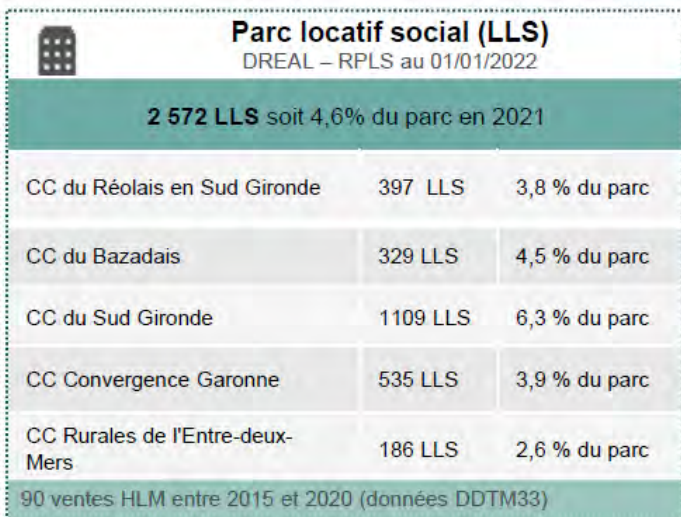 Parc locatif social (LLS)
DREAL – RPLS au 01/01/2022
2 572 LLS soit 4,6% du parc en 2021
CC du Réolais en Sud Gironde 397 LLS 3,8 % du parc
CC du Bazadais 329 LLS 4,5 % du parc
CC du Sud Gironde 1109 LLS 6,3 % du parc
CC Convergence Garonne 535 LLS 3,9 % du parc
CC Rurales de l'Entre-deux-
Mers 186 LLS 2,6 % du parc
90 ventes HLM entre 2015 et 2020 (données DDTM33)